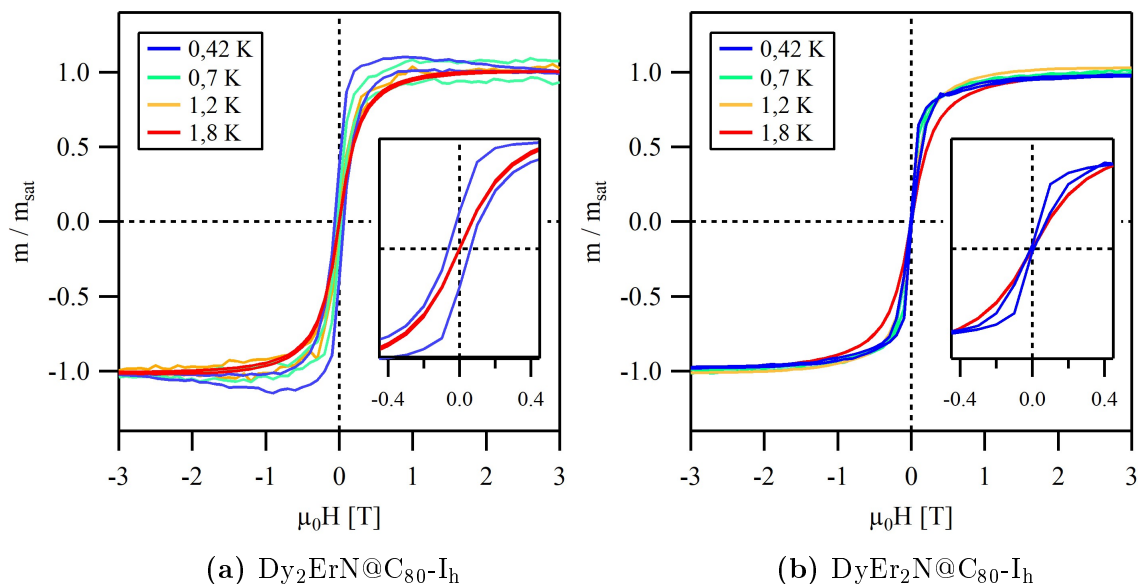 0,42 K
0,7 K
1,2 K
1,8 K
1.0
0.5
0.0
-0.5
-1.0
m / m_sat
-0.4
0.0
0.4
-3
-2
-1
0
1
2
3
μ₀H [T]
(a) Dy₂ErN@C₈₀-Iₕ
0,42 K
0,7 K
1,2 K
1,8 K
1.0
0.5
0.0
-0.5
-1.0
m / m_sat
-0.4
0.0
0.4
-3
-2
-1
0
1
2
3
μ₀H [T]
(b) DyEr₂N@C₈₀-Iₕ